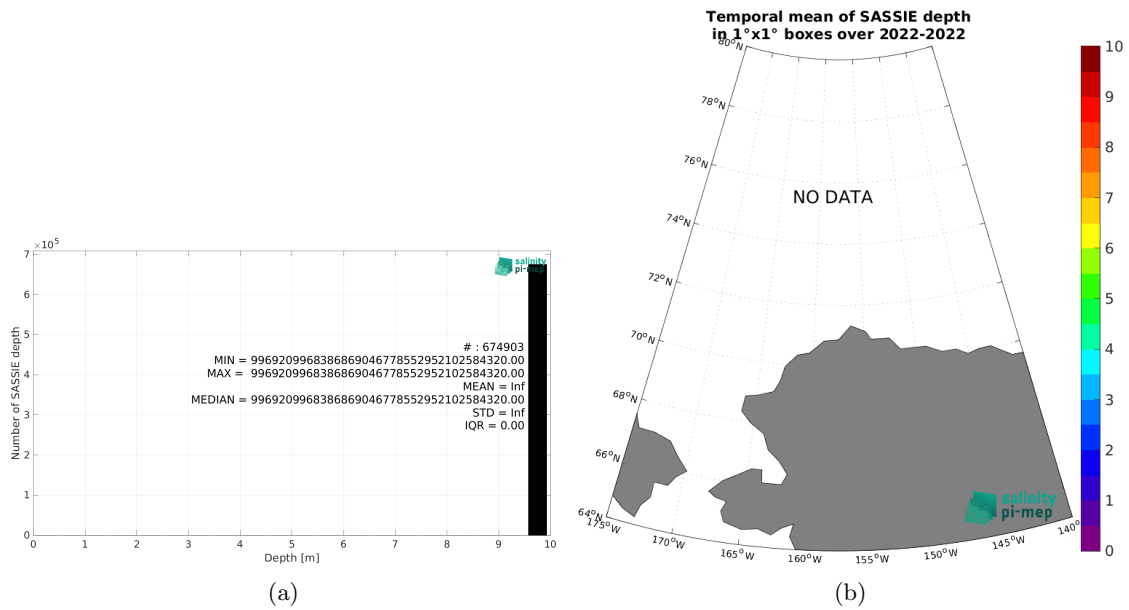 ×10⁵
7
6
5
4
3
2
1
0
Number of SASSIE depth
salinity
pi-mep
# : 674903
MIN = 9969209968386869046778552952102584320.00
MAX = 9969209968386869046778552952102584320.00
MEAN = Inf
MEDIAN = 9969209968386869046778552952102584320.00
STD = Inf
IQR = 0.00
0 1 2 3 4 5 6 7 8 9 10
Depth [m]
(a)
Temporal mean of SASSIE depth
in 1°x1° boxes over 2022-2022
80°N
78°N
76°N
74°N
72°N
70°N
68°N
66°N
64°N
NO DATA
175°W
170°W
165°W
160°W
155°W
150°W
145°W
140°
salinity
pi-mep
10
9
8
7
6
5
4
3
2
1
0
(b)